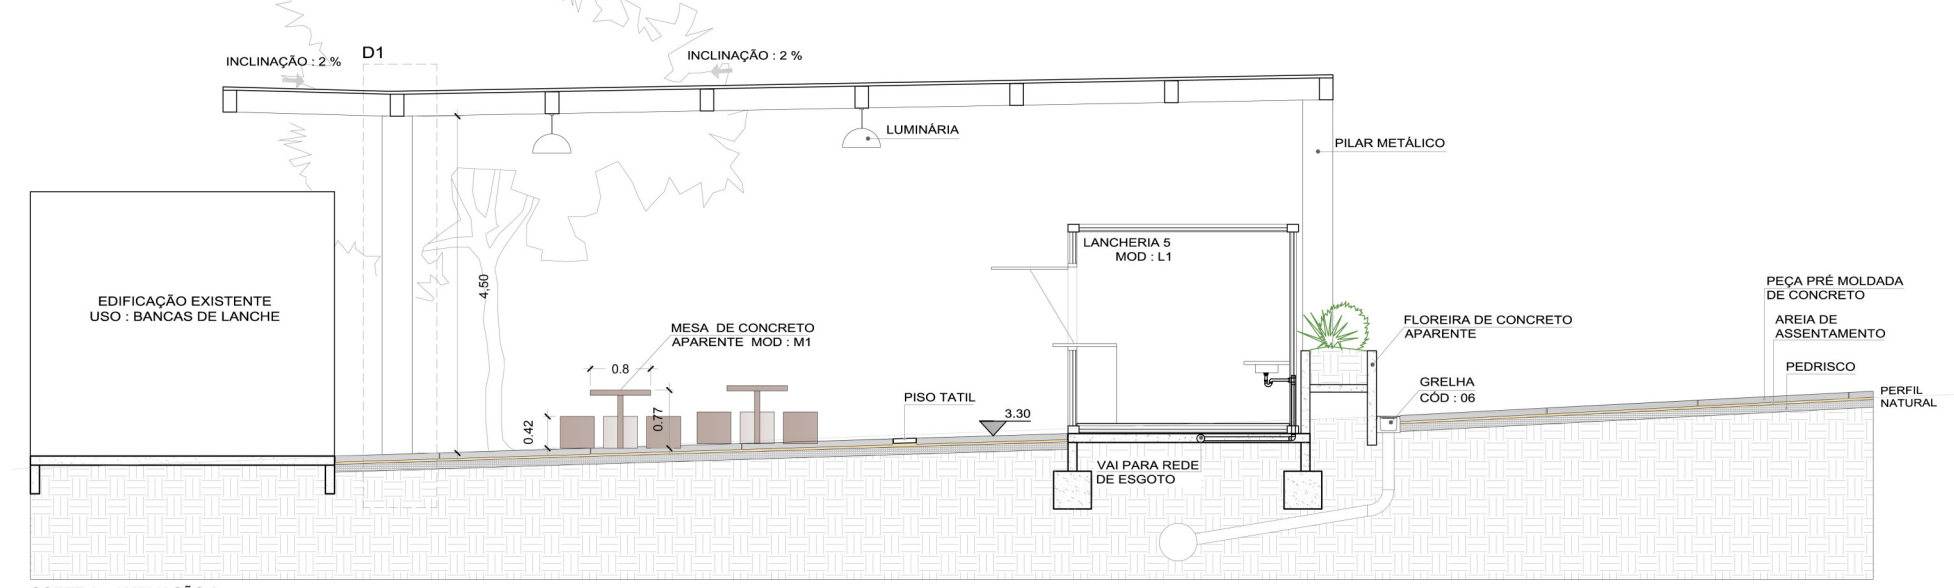 D1
INCLINAÇÃO : 2 %
INCLINAÇÃO : 2 %
LUMINÁRIA
PILAR METÁLICO
LANCHERIA 5
MOD : L1
EDIFICAÇÃO EXISTENTE
USO : BANCAS DE LANCHE
4,50
MESA DE CONCRETO
APARENTE MOD : M1
0.8
0.42
0.77
PISO TATIL
3.30
VAI PARA REDE
DE ESGOTO
FLOREIRA DE CONCRETO
APARENTE
GRELHA
CÓD : 06
PEÇA PRÉ MOLDADA
DE CONCRETO
AREIA DE
ASSENTAMENTO
PEDRISCO
PERFIL
NATURAL